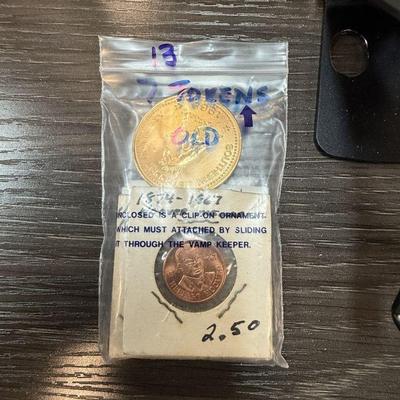 13
7 TOKENS
OLD
1874-1967
ENCLOSED IS A CLIP-ON ORNAMENT
WHICH MUST ATTACHED BY SLIDING
IT THROUGH THE VAMP KEEPER.
2.50